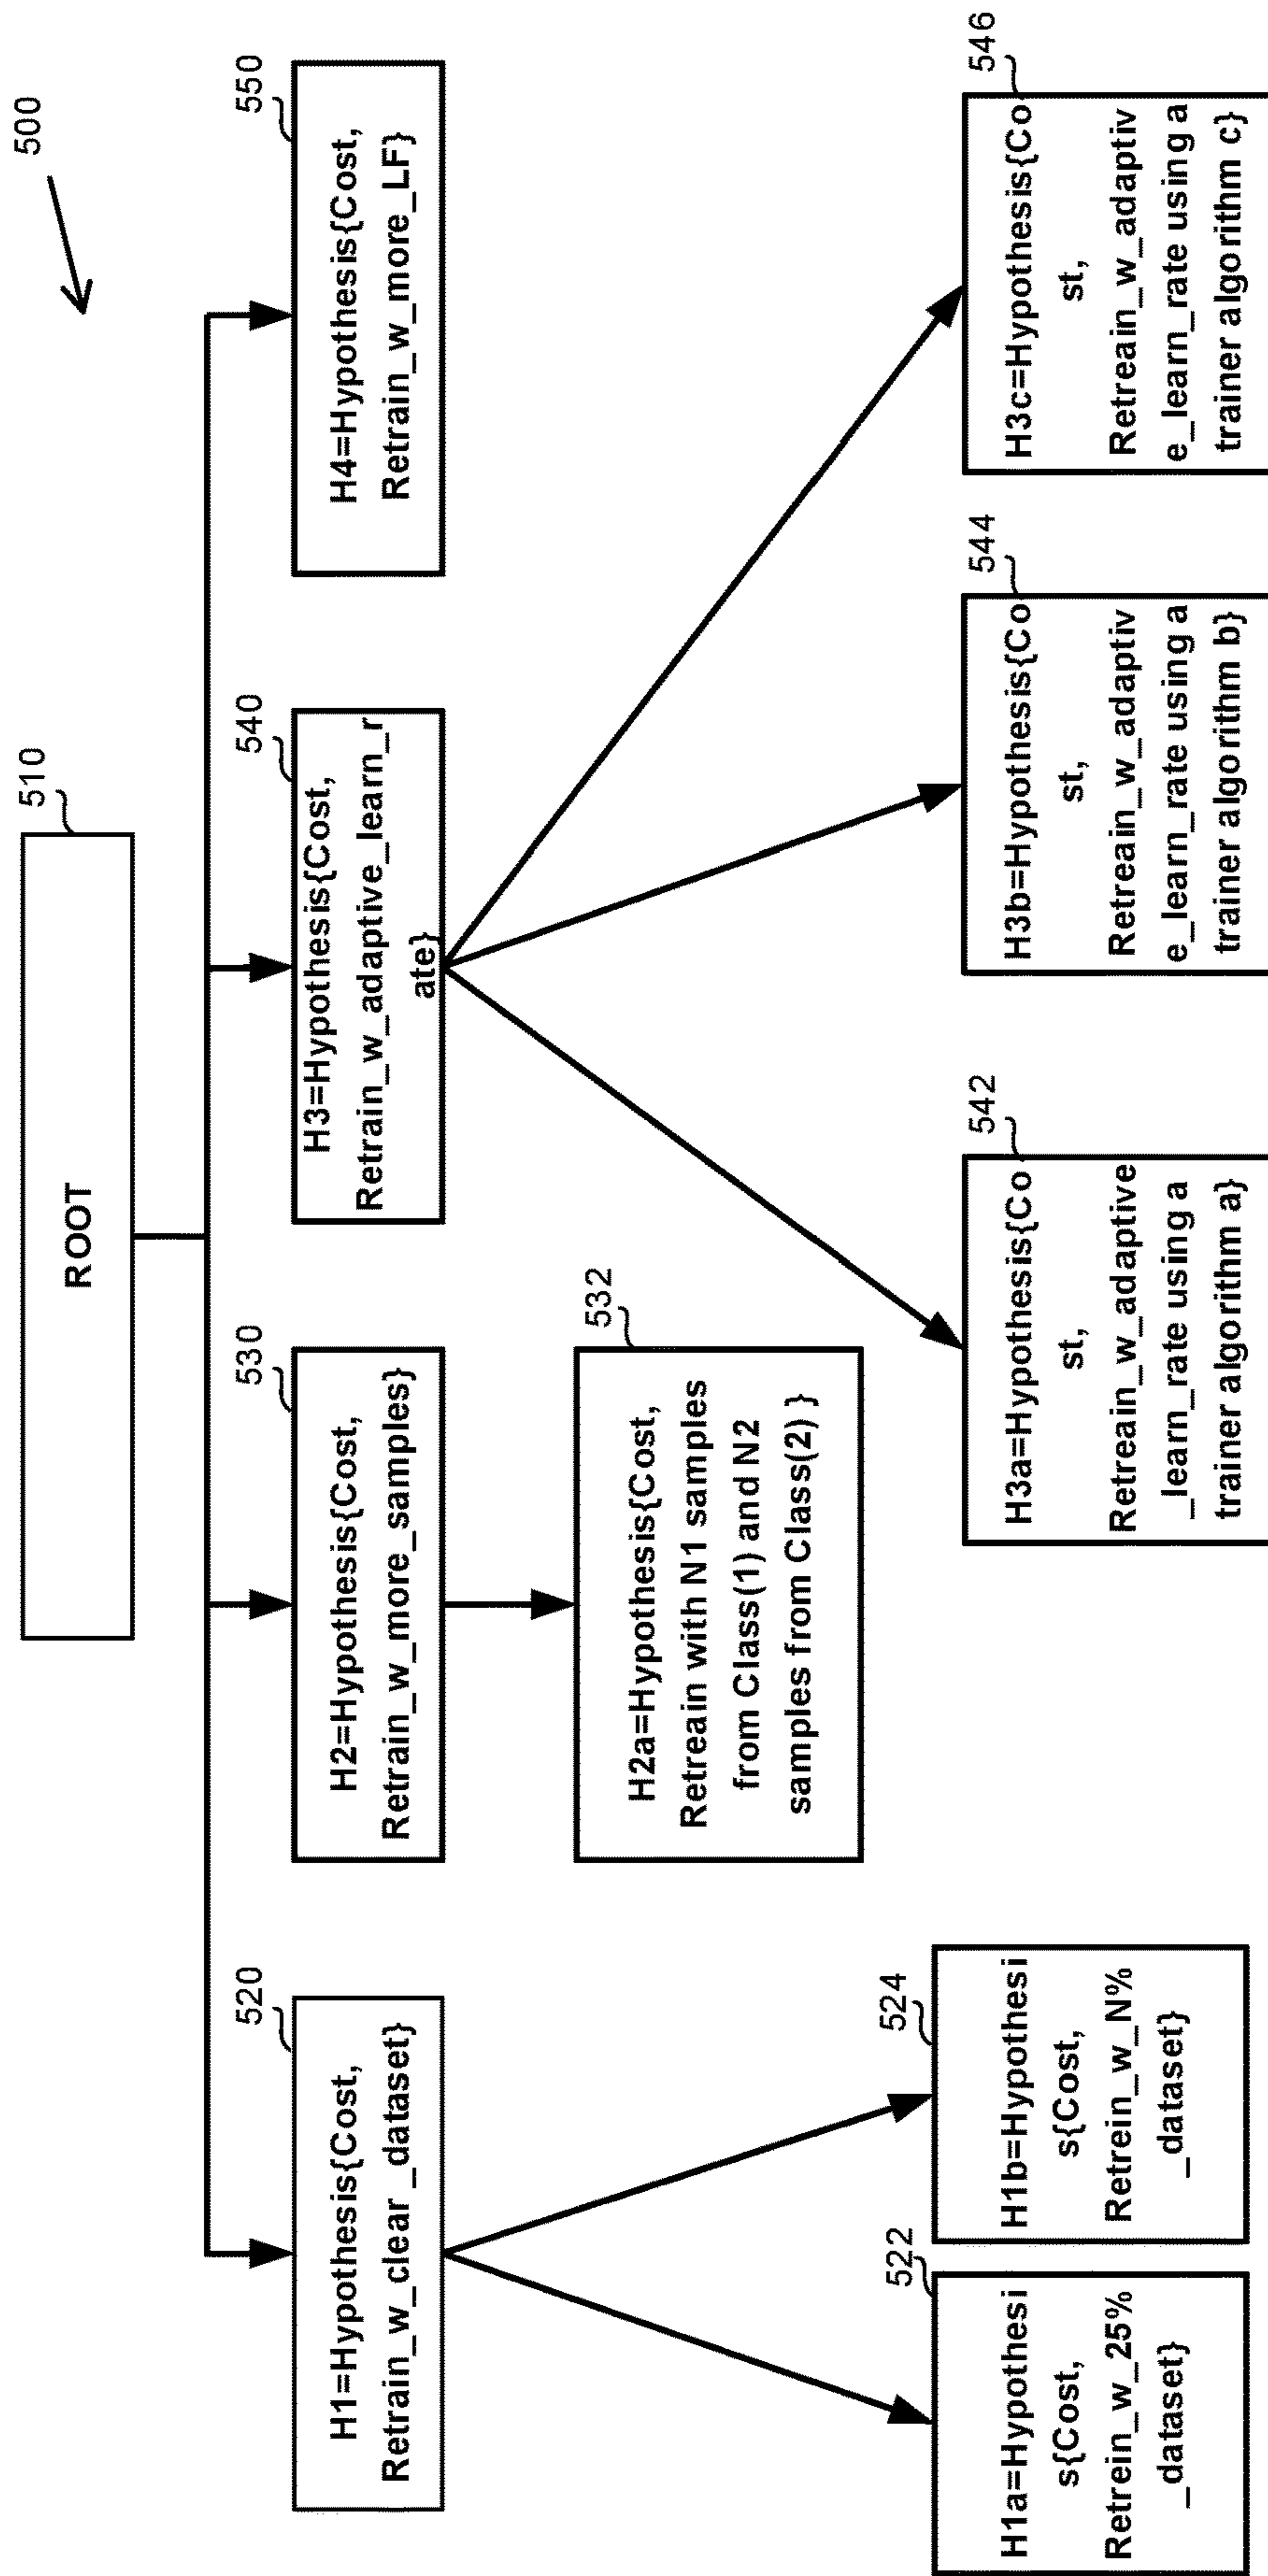 500
510
ROOT
520
H1=Hypothesis{Cost,
Retrain_w_clear _dataset}
530
H2=Hypothesis{Cost,
Retrain_w_more_samples}
540
H3=Hypothesis{Cost,
Retrain_w_adaptive_learn_r
ate}
550
H4=Hypothesis{Cost,
Retrain_w_more_LF}
532
H2a=Hypothesis{Cost,
Retreain with N1 samples
from Class(1) and N2
samples from Class(2) }
522
H1a=Hypothesi
s{Cost,
Retrein_w_25%
_dataset}
524
H1b=Hypothesi
s{Cost,
Retrein_w_N%
_dataset}
542
H3a=Hypothesis{Co
st,
Retreain_w_adaptive
_learn_rate using a
trainer algorithm a}
544
H3b=Hypothesis{Co
st,
Retreain_w_adaptiv
e_learn_rate using a
trainer algorithm b}
546
H3c=Hypothesis{Co
st,
Retreain_w_adaptiv
e_learn_rate using a
trainer algorithm c}